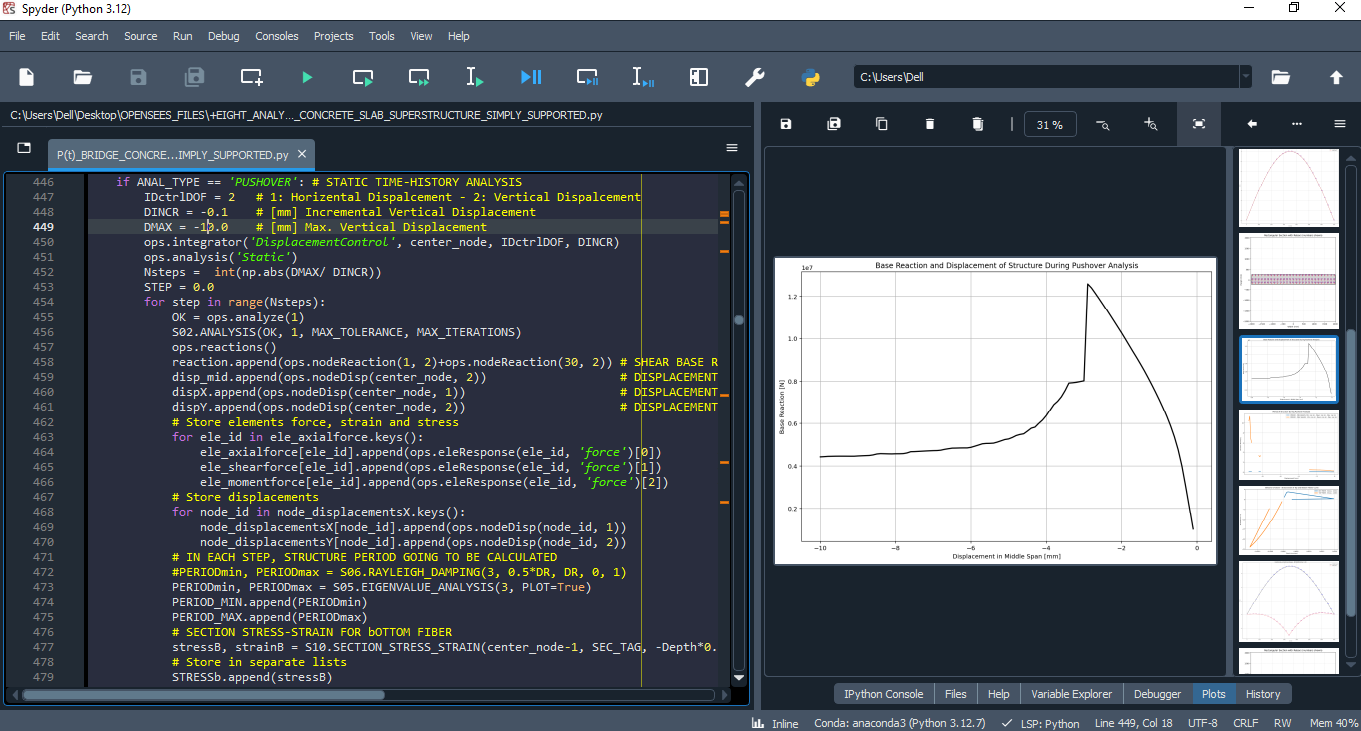 Spyder (Python 3.12)
File Edit Search Source Run Debug Consoles Projects Tools View Help
C:\Users\Dell
C:\Users\Dell\Desktop\OPENSEES_FILES\+EIGHT_ANALY..._CONCRETE_SLAB_SUPERSTRUCTURE_SIMPLY_SUPPORTED.py
P(t)_BRIDGE_CONCRE...IMPLY_SUPPORTED.py
446 if ANAL_TYPE == 'PUSHOVER': # STATIC TIME-HISTORY ANALYSIS
447 IDctrlDOF = 2 # 1: Horizental Dispalcement - 2: Vertical Dispalcement
448 DINCR = -0.1 # [mm] Incremental Vertical Displacement
449 DMAX = -10.0 # [mm] Max. Vertical Displacement
450 ops.integrator('DisplacementControl', center_node, IDctrlDOF, DINCR)
451 ops.analysis('Static')
452 Nsteps = int(np.abs(DMAX/ DINCR))
453 STEP = 0.0
454 for step in range(Nsteps):
455 OK = ops.analyze(1)
456 S02.ANALYSIS(OK, 1, MAX_TOLERANCE, MAX_ITERATIONS)
457 ops.reactions()
458 reaction.append(ops.nodeReaction(1, 2)+ops.nodeReaction(30, 2)) # SHEAR BASE R
459 disp_mid.append(ops.nodeDisp(center_node, 2)) # DISPLACEMENT
460 dispX.append(ops.nodeDisp(center_node, 1)) # DISPLACEMENT
461 dispY.append(ops.nodeDisp(center_node, 2)) # DISPLACEMENT
462 # Store elements force, strain and stress
463 for ele_id in ele_axialforce.keys():
464 ele_axialforce[ele_id].append(ops.eleResponse(ele_id, 'force')[0])
465 ele_shearforce[ele_id].append(ops.eleResponse(ele_id, 'force')[1])
466 ele_momentforce[ele_id].append(ops.eleResponse(ele_id, 'force')[2])
467 # Store displacements
468 for node_id in node_displacementsX.keys():
469 node_displacementsX[node_id].append(ops.nodeDisp(node_id, 1))
470 node_displacementsY[node_id].append(ops.nodeDisp(node_id, 2))
471 # IN EACH STEP, STRUCTURE PERIOD GOING TO BE CALCULATED
472 #PERIODmin, PERIODmax = S06.RAYLEIGH_DAMPING(3, 0.5*DR, DR, 0, 1)
473 PERIODmin, PERIODmax = S05.EIGENVALUE_ANALYSIS(3, PLOT=True)
474 PERIOD_MIN.append(PERIODmin)
475 PERIOD_MAX.append(PERIODmax)
476 # SECTION STRESS-STRAIN FOR bOTTOM FIBER
477 stressB, strainB = S10.SECTION_STRESS_STRAIN(center_node-1, SEC_TAG, -Depth*0.
478 # Store in separate lists
479 STRESSb.append(stressB)
31 %
Base Reaction and Displacement of Structure During Pushover Analysis
1e7
1.2
1.0
0.8
0.6
0.4
0.2
Base Reaction [N]
−10 −8 −6 −4 −2 0
Displacement in Middle Span [mm]
IPython Console Files Help Variable Explorer Debugger Plots History
Inline Conda: anaconda3 (Python 3.12.7) LSP: Python Line 449, Col 18 UTF-8 CRLF RW Mem 40%